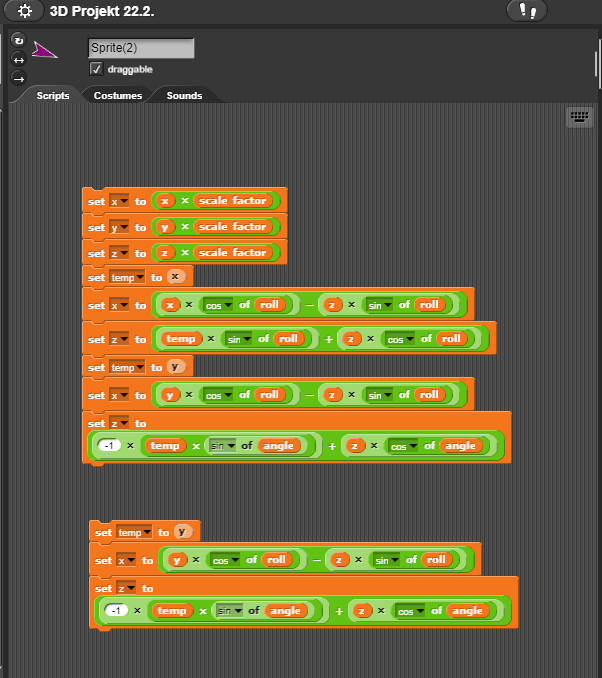 3D Projekt 22.2.
Sprite(2)
draggable
Scripts Costumes Sounds
set x to x × scale factor
set y to y × scale factor
set z to z × scale factor
set temp to x
set x to x × cos of roll − z × sin of roll
set z to temp × sin of roll + z × cos of roll
set temp to y
set x to y × cos of roll − z × sin of roll
set z to
-1 × temp × sin of angle + z × cos of angle
set temp to y
set x to y × cos of roll − z × sin of roll
set z to
-1 × temp × sin of angle + z × cos of angle